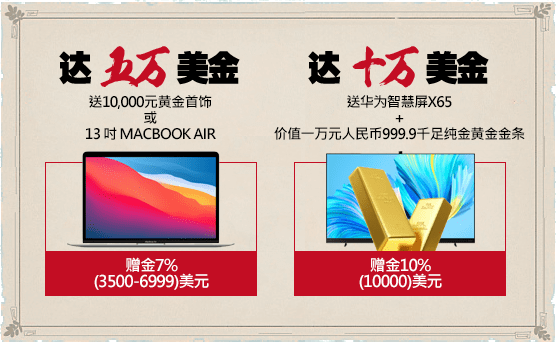 达 五万 美金
送10,000元黄金首饰
或
13 吋 MACBOOK AIR
赠金7%
(3500-6999)美元
达 十万 美金
送华为智慧屏X65
+
价值一万元人民币999.9千足纯金黄金金条
赠金10%
(10000)美元